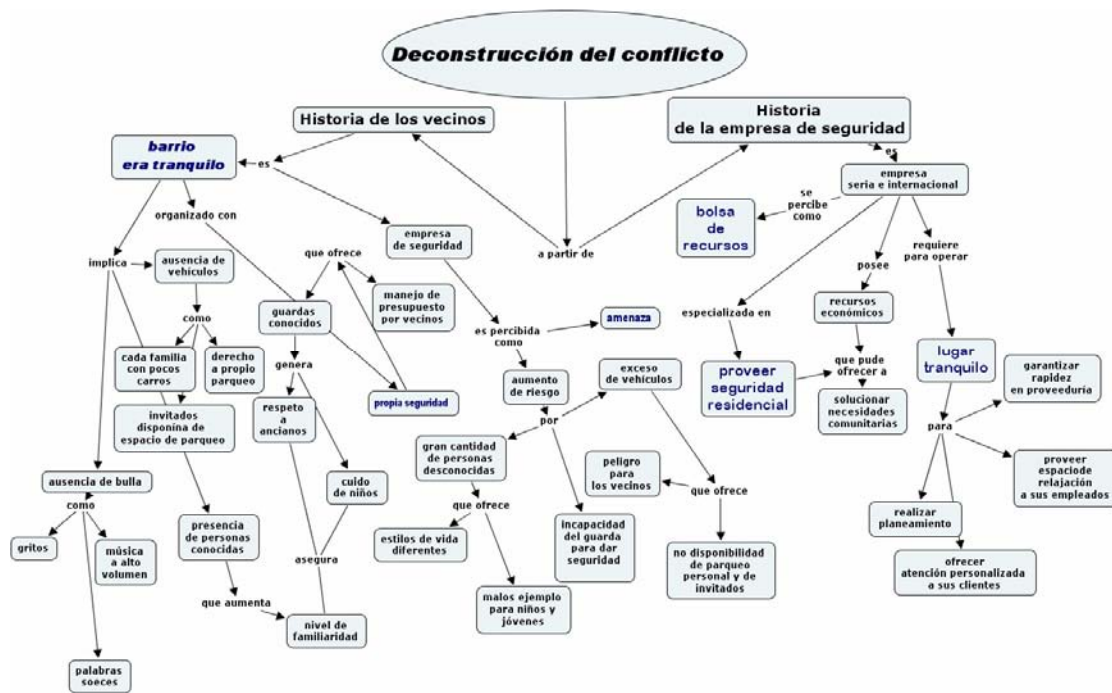 Deconstrucción del conflicto
Historia de los vecinos
Historia
de la empresa de seguridad
barrio
era tranquilo
es
es
empresa
seria e internacional
se
percibe
como
bolsa
de
recursos
organizado con
empresa
de seguridad
a partir de
requiere
para operar
implica
ausencia de
vehículos
que ofrece
posee
manejo de
presupuesto
por vecinos
recursos
económicos
como
guardas
conocidos
es percibida
como
amenaza
especializada en
cada familia
con pocos
carros
derecho
a propio
parqueo
genera
aumento
de riesgo
exceso
de vehículos
proveer
seguridad
residencial
que pude
ofrecer a
lugar
tranquilo
garantizar
rapidez
en proveeduría
invitados
disponína de
espacio de parqueo
respeto
a
ancianos
propia seguridad
por
solucionar
necesidades
comunitarias
para
gran cantidad
de personas
desconocidas
peligro
para
los vecinos
proveer
espaciode
relajación
a sus empleados
ausencia de bulla
cuido
de niños
que ofrece
como
que ofrece
realizar
planeamiento
gritos
música
a alto
volumen
presencia
de personas
conocidas
asegura
estilos de vida
diferentes
incapacidad
del guarda
para dar
seguridad
no disponibilidad
de parqueo
personal y de
invitados
ofrecer
atención personalizada
a sus clientes
que aumenta
malos ejemplo
para niños y
jóvenes
nivel de
familiaridad
palabras
soeces